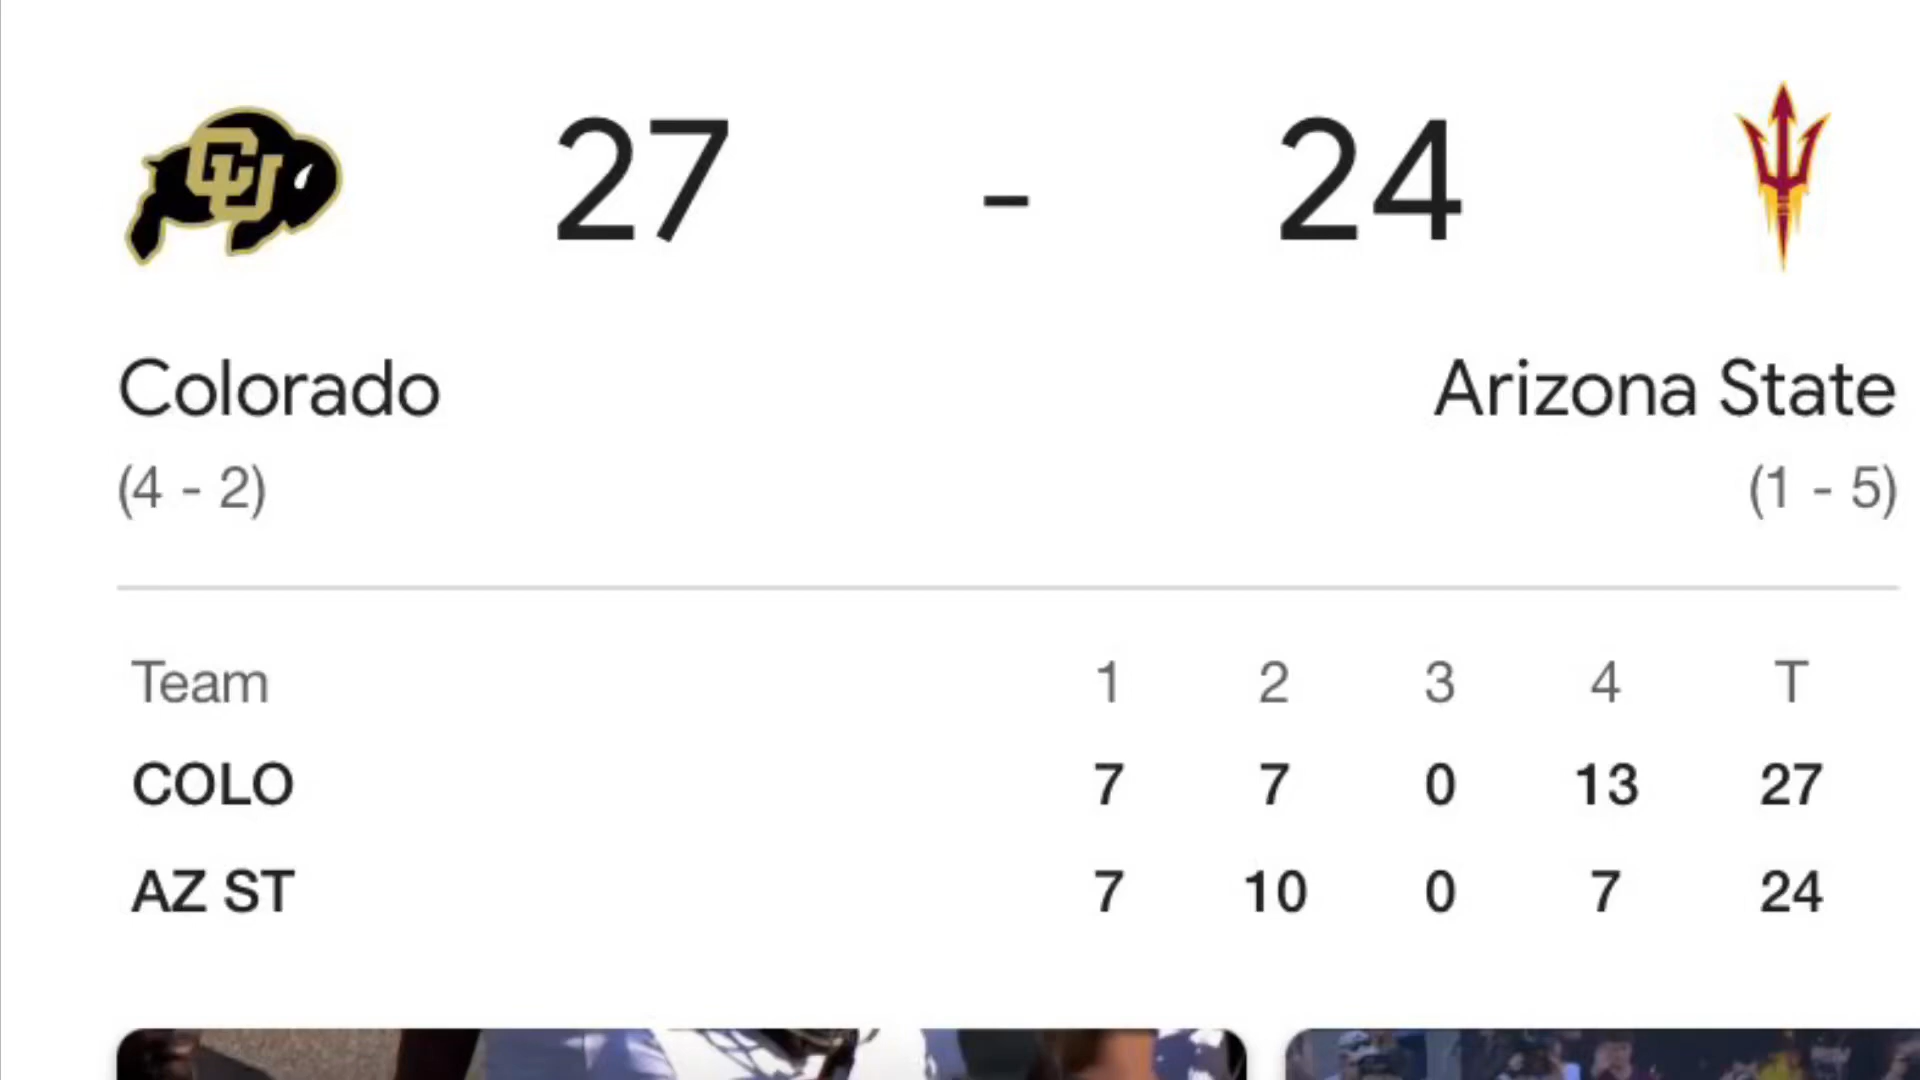 CU 27 - 24
Colorado Arizona State
(4 - 2) (1 - 5)
Team 1 2 3 4 T
COLO 7 7 0 13 27
AZ ST 7 10 0 7 24